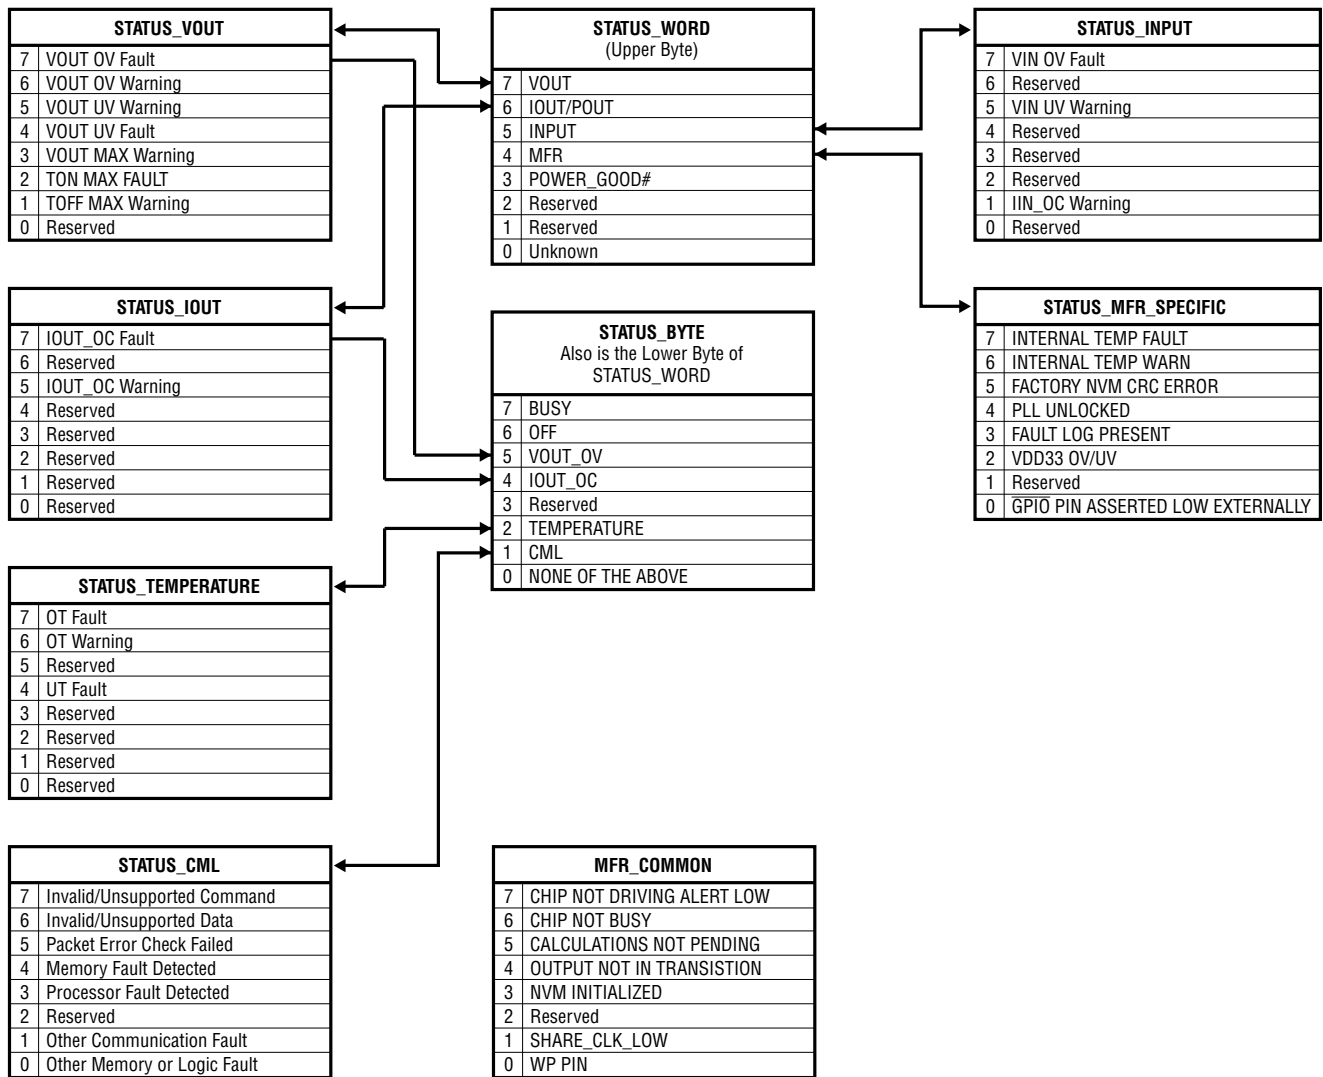 STATUS_VOUT
7 VOUT OV Fault
6 VOUT OV Warning
5 VOUT UV Warning
4 VOUT UV Fault
3 VOUT MAX Warning
2 TON MAX FAULT
1 TOFF MAX Warning
0 Reserved
STATUS_WORD
(Upper Byte)
7 VOUT
6 IOUT/POUT
5 INPUT
4 MFR
3 POWER_GOOD#
2 Reserved
1 Reserved
0 Unknown
STATUS_INPUT
7 VIN OV Fault
6 Reserved
5 VIN UV Warning
4 Reserved
3 Reserved
2 Reserved
1 IIN_OC Warning
0 Reserved
STATUS_IOUT
7 IOUT_OC Fault
6 Reserved
5 IOUT_OC Warning
4 Reserved
3 Reserved
2 Reserved
1 Reserved
0 Reserved
STATUS_BYTE
Also is the Lower Byte of
STATUS_WORD
7 BUSY
6 OFF
5 VOUT_OV
4 IOUT_OC
3 Reserved
2 TEMPERATURE
1 CML
0 NONE OF THE ABOVE
STATUS_MFR_SPECIFIC
7 INTERNAL TEMP FAULT
6 INTERNAL TEMP WARN
5 FACTORY NVM CRC ERROR
4 PLL UNLOCKED
3 FAULT LOG PRESENT
2 VDD33 OV/UV
1 Reserved
0 GPIO PIN ASSERTED LOW EXTERNALLY
STATUS_TEMPERATURE
7 OT Fault
6 OT Warning
5 Reserved
4 UT Fault
3 Reserved
2 Reserved
1 Reserved
0 Reserved
STATUS_CML
7 Invalid/Unsupported Command
6 Invalid/Unsupported Data
5 Packet Error Check Failed
4 Memory Fault Detected
3 Processor Fault Detected
2 Reserved
1 Other Communication Fault
0 Other Memory or Logic Fault
MFR_COMMON
7 CHIP NOT DRIVING ALERT LOW
6 CHIP NOT BUSY
5 CALCULATIONS NOT PENDING
4 OUTPUT NOT IN TRANSISTION
3 NVM INITIALIZED
2 Reserved
1 SHARE_CLK_LOW
0 WP PIN